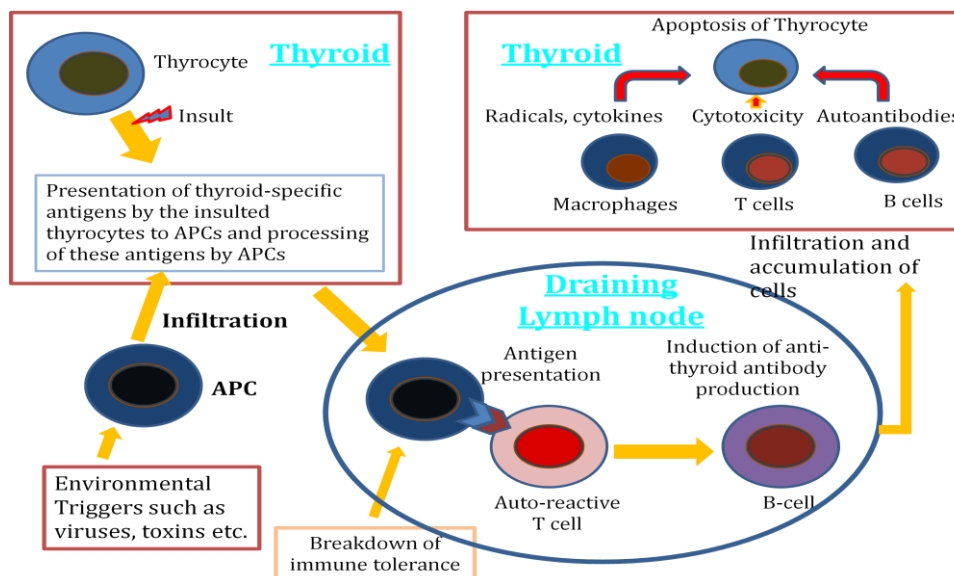 Thyrocyte
Thyroid
Insult
Presentation of thyroid-specific
antigens by the insulted
thyrocytes to APCs and processing
of these antigens by APCs
Infiltration
APC
Environmental
Triggers such as
viruses, toxins etc.
Breakdown of
immune tolerance
Draining
Lymph node
Antigen
presentation
Auto-reactive
T cell
Induction of anti-
thyroid antibody
production
B-cell
Infiltration and
accumulation of
cells
Thyroid
Apoptosis of Thyrocyte
Radicals, cytokines
Cytotoxicity
Autoantibodies
Macrophages
T cells
B cells